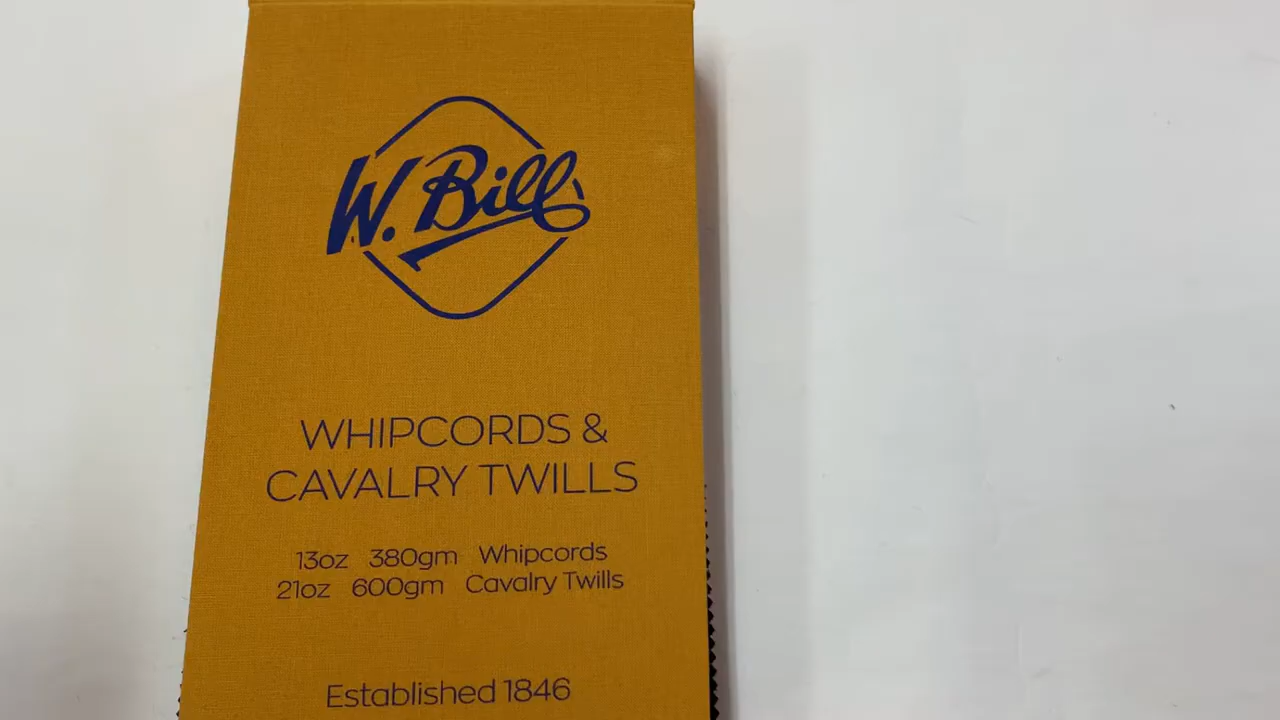 W. Bill
WHIPCORDS &
CAVALRY TWILLS
13oz 380gm Whipcords
21oz 600gm Cavalry Twills
Established 1846